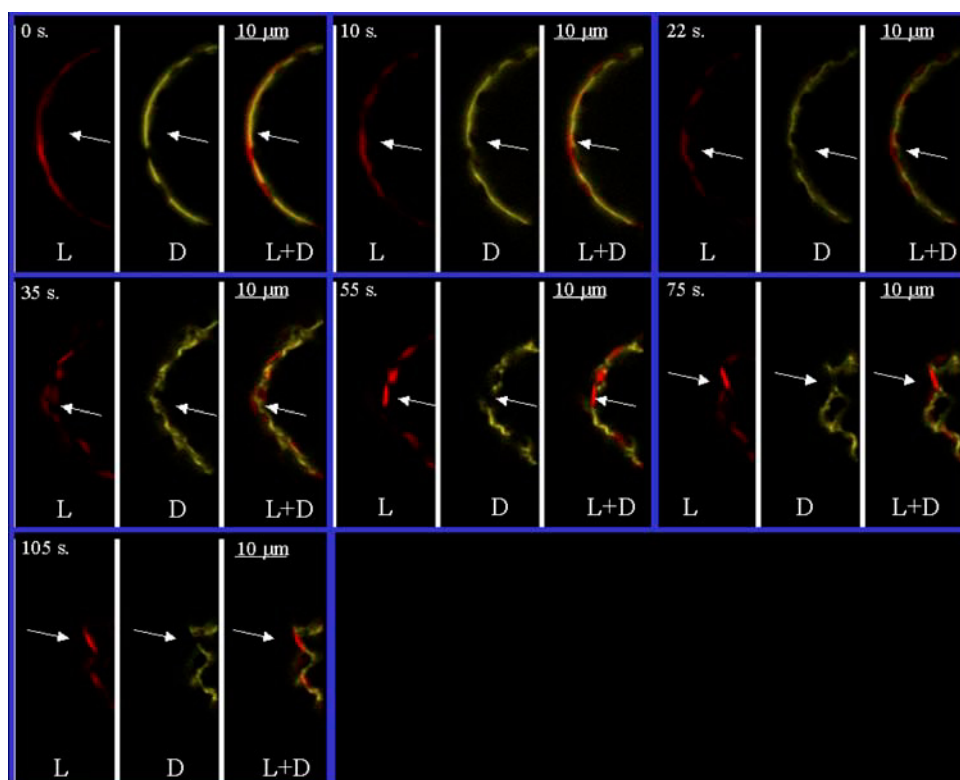 0 s. 10 µm
L D L+D
10 s. 10 µm
L D L+D
22 s. 10 µm
L D L+D
35 s. 10 µm
L D L+D
55 s. 10 µm
L D L+D
75 s. 10 µm
L D L+D
105 s. 10 µm
L D L+D